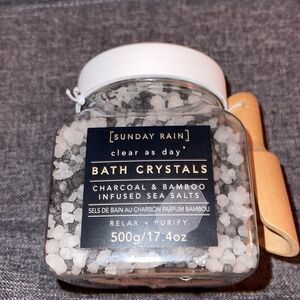 [SUNDAY RAIN]
clear as day
BATH CRYSTALS
CHARCOAL & BAMBOO
INFUSED SEA SALTS
SELS DE BAIN AU CHARBON PARFUM BAMBOU
RELAX + PURIFY
500g/17.4oz